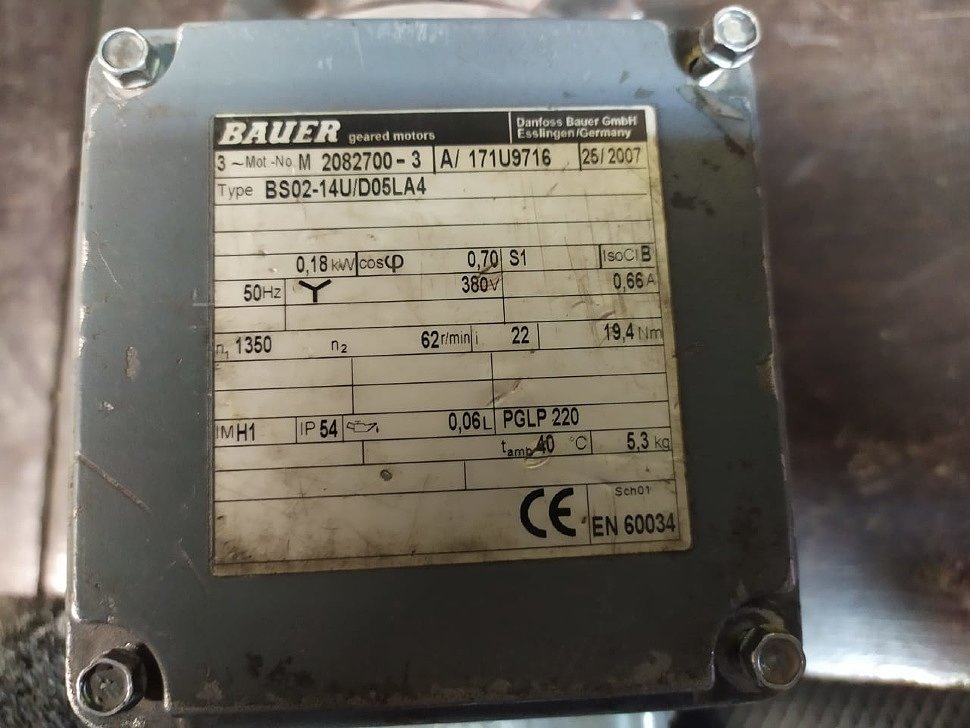 BAUER geared motors
Danfoss Bauer GmbH
Esslingen/Germany
3 ~ Mot -No M 2082700 - 3 A/ 171U9716 25/2007
Type BS02-14U/D05LA4
0,18 kW cosφ 0,70 S1 IsoCl B
50Hz Y 380V 0,66 A
n₁ 1350 n₂ 62 r/min i 22 19,4 Nm
IM H1 IP 54 0,06 L PGLP 220
tamb 40 °C 5,3 kg
Sch01
CE EN 60034